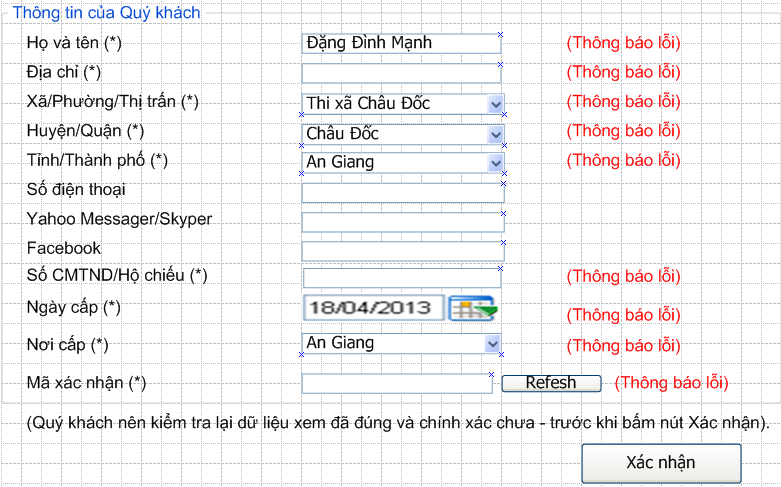 Thông tin của Quý khách
Họ và tên (*) Đặng Đình Mạnh (Thông báo lỗi)
Địa chỉ (*) (Thông báo lỗi)
Xã/Phường/Thị trấn (*) Thi xã Châu Đốc (Thông báo lỗi)
Huyện/Quận (*) Châu Đốc (Thông báo lỗi)
Tỉnh/Thành phố (*) An Giang (Thông báo lỗi)
Số điện thoại
Yahoo Messager/Skyper
Facebook
Số CMTND/Hộ chiếu (*) (Thông báo lỗi)
Ngày cấp (*) 18/04/2013 (Thông báo lỗi)
Nơi cấp (*) An Giang (Thông báo lỗi)
Mã xác nhận (*) Refesh (Thông báo lỗi)
(Quý khách nên kiểm tra lại dữ liệu xem đã đúng và chính xác chưa - trước khi bấm nút Xác nhận).
Xác nhận